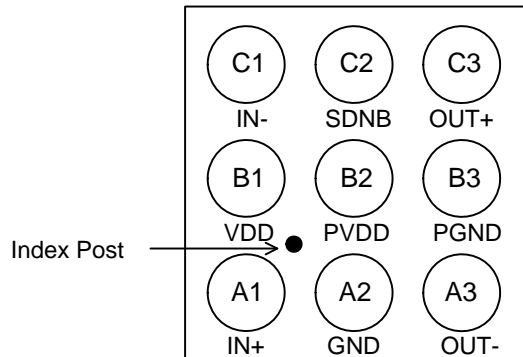 C1 C2 C3
IN- SDNB OUT+
B1 B2 B3
VDD PVDD PGND
Index Post
A1 A2 A3
IN+ GND OUT-